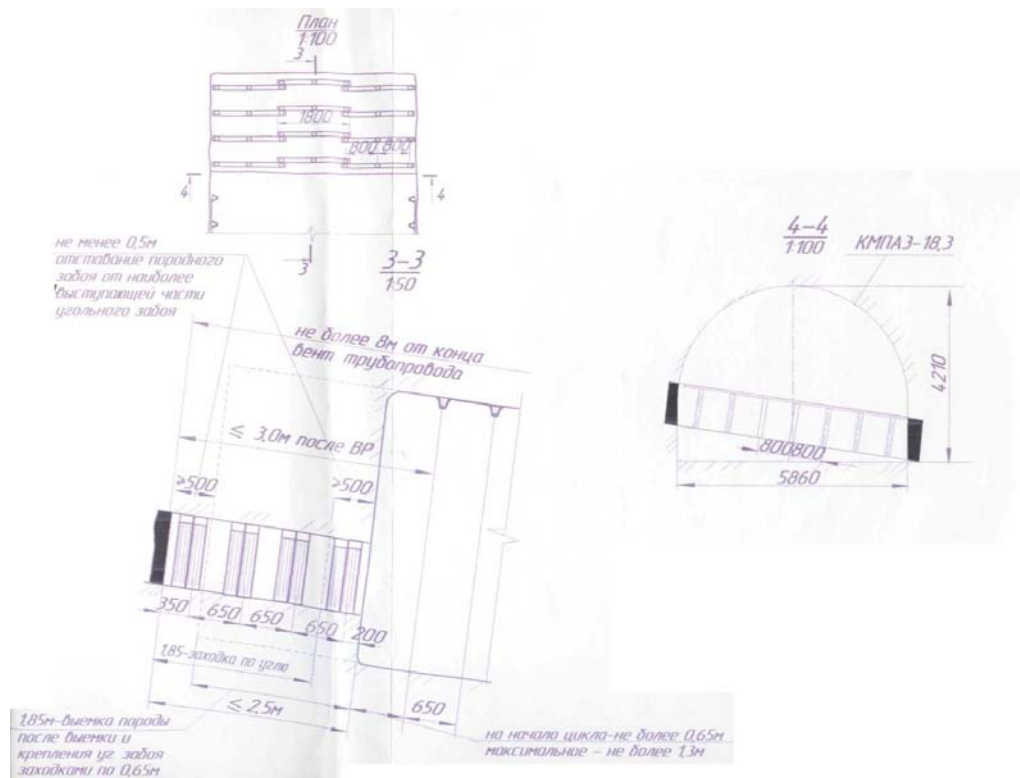 План
1:100
3
1800
800 800
4
4
3
не менее 0,5м
отставание породного
забоя от наиболее
выступающей части
угольного забоя
3-3
1:50
не более 8м от конца
вент трубопровода
≤ 3,0м после ВР
>500
>500
350
650
650
650
200
1,85-заходка по углю
≤ 2,5м
650
1,85м-выемка породы
после выемки и
крепления уг забоя
заходками по 0,65м
на начало цикла-не более 0,65м
максимальное - не более 1,3м
4-4
1:100
КМПАЗ-18,3
4210
800800
5860